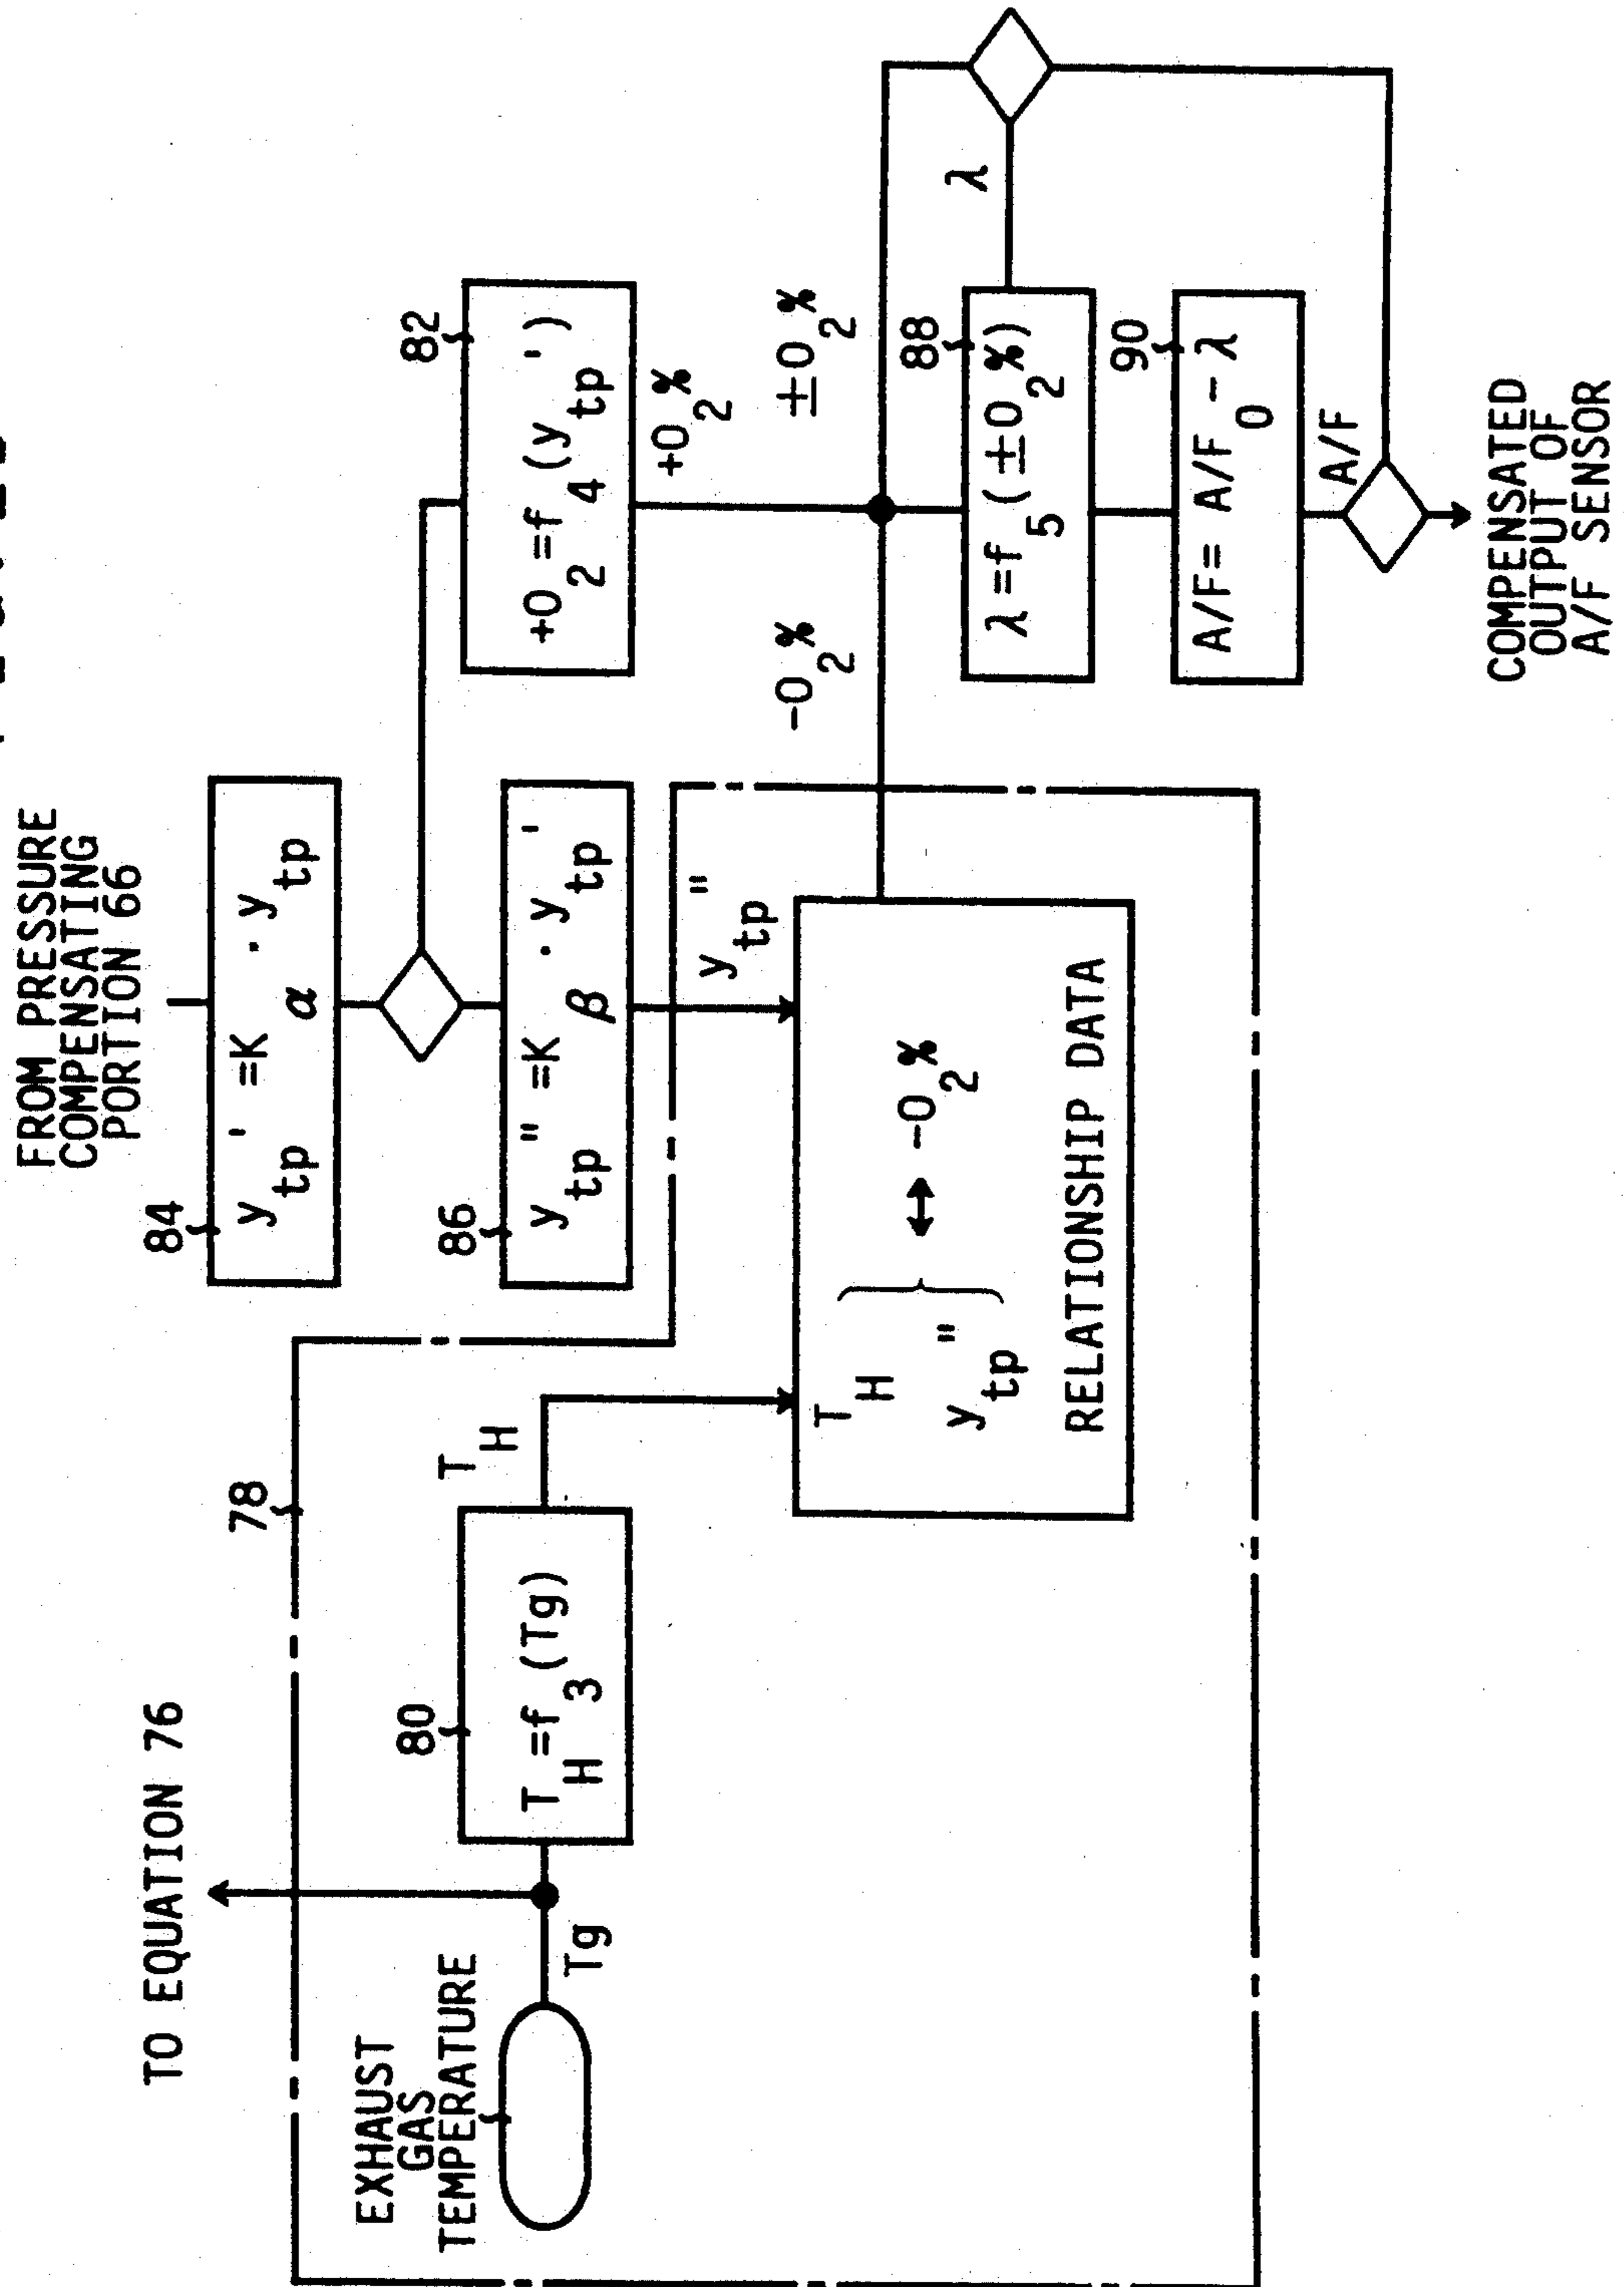 FROM PRESSURE
COMPENSATING
PORTION 66
TO EQUATION 76
84
y_tp' =K_α · y_tp
78
86
y_tp" =K_β · y_tp'
82
+O_2 =f_4 (y_tp')
EXHAUST
GAS
TEMPERATURE
Tg
80
T_H =f_3 (Tg)
T_H
y_tp"
+O_2 %
-O_2 %
±O_2 %
T_H
y_tp"
↔ -O_2 %
RELATIONSHIP DATA
88
λ =f_5 (±O_2 %)
λ
90
A/F= A/F_0 - λ
A/F
COMPENSATED
OUTPUT OF
A/F SENSOR